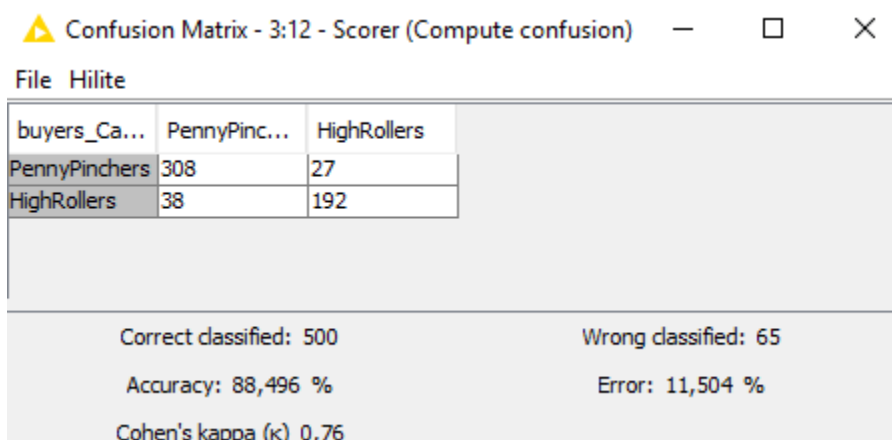 Confusion Matrix - 3:12 - Scorer (Compute confusion)
File Hilite
buyers_Ca... PennyPinc... HighRollers
PennyPinchers 308 27
HighRollers 38 192
Correct classified: 500 Wrong classified: 65
Accuracy: 88,496 % Error: 11,504 %
Cohen's kappa (κ) 0,76